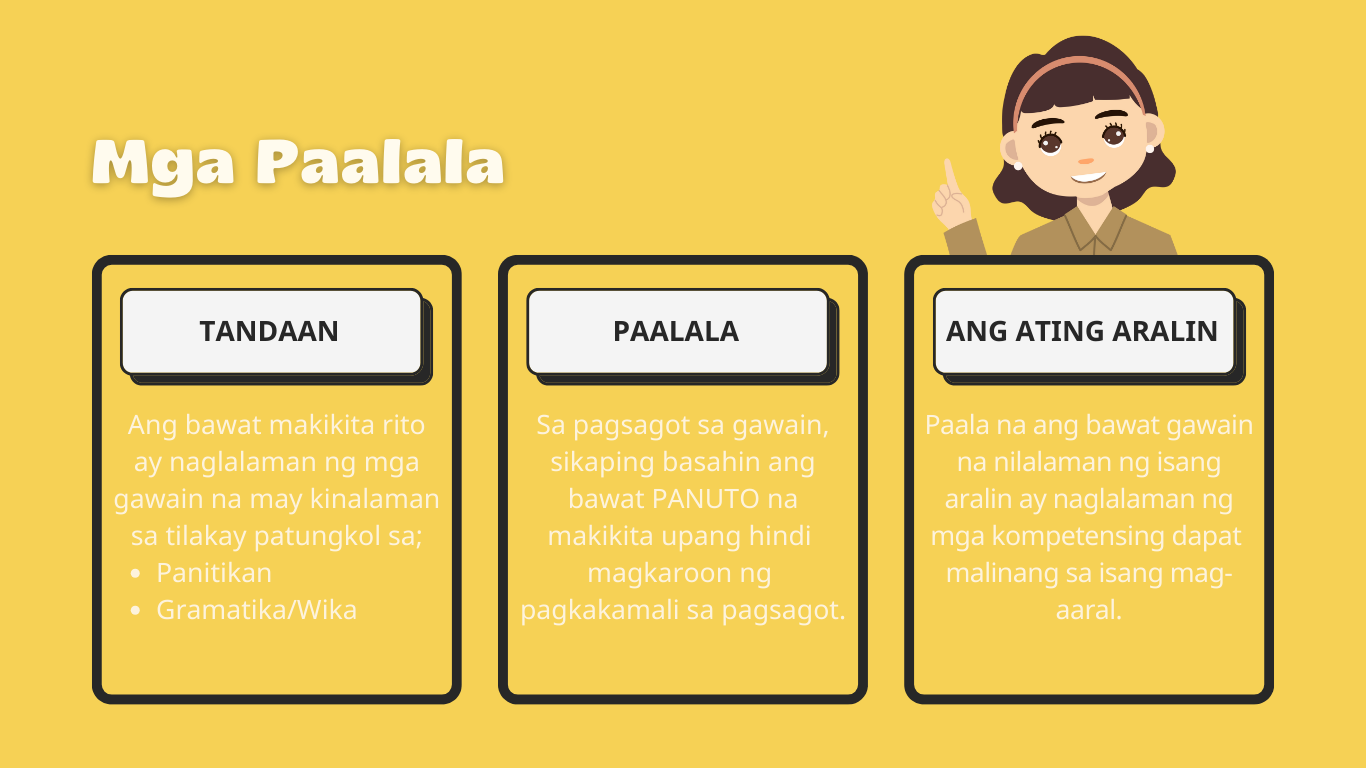 Mga Paalala
TANDAAN
Ang bawat makikita rito
ay naglalaman ng mga
gawain na may kinalaman
sa tilakay patungkol sa;
• Panitikan
• Gramatika/Wika
PAALALA
Sa pagsagot sa gawain,
sikaping basahin ang
bawat PANUTO na
makikita upang hindi
magkaroon ng
pagkakamali sa pagsagot.
ANG ATING ARALIN
Paala na ang bawat gawain
na nilalaman ng isang
aralin ay naglalaman ng
mga kompetensing dapat
malinang sa isang mag-
aaral.